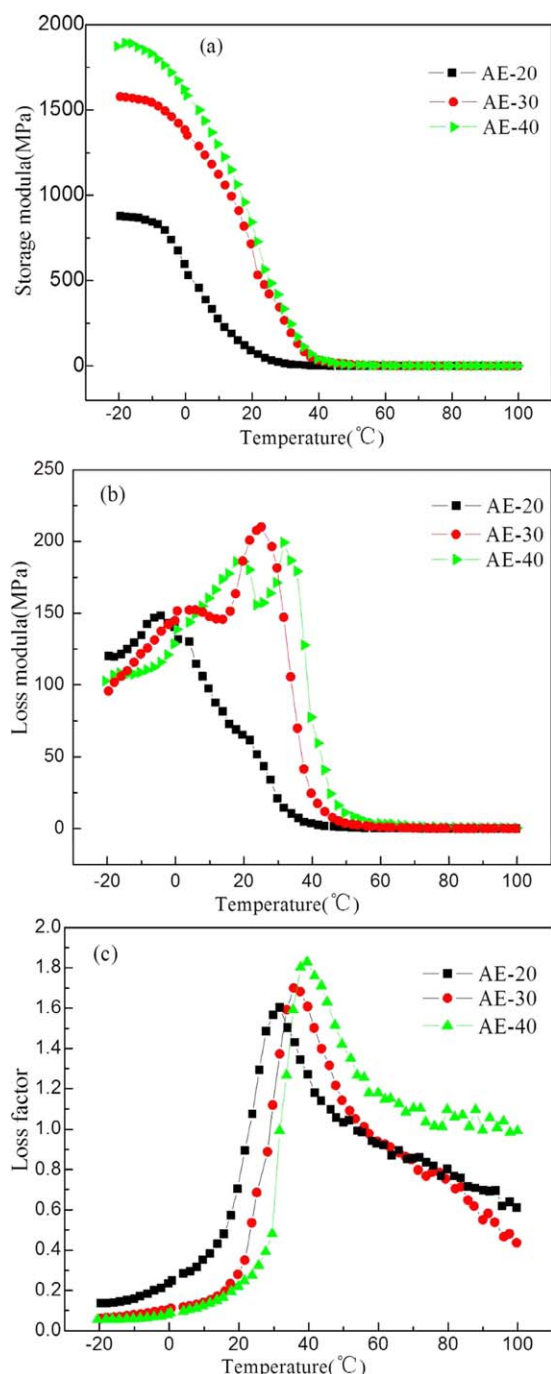 (a)
AE-20
AE-30
AE-40
Storage modula(MPa)
2000
1500
1000
500
0
-20 0 20 40 60 80 100
Temperature(℃)
(b)
AE-20
AE-30
AE-40
Loss modula(MPa)
250
200
150
100
50
0
-20 0 20 40 60 80 100
Temperature(℃)
(c)
AE-20
AE-30
AE-40
Loss factor
2.0
1.8
1.6
1.4
1.2
1.0
0.8
0.6
0.4
0.2
0.0
-20 0 20 40 60 80 100
Temperature(℃)